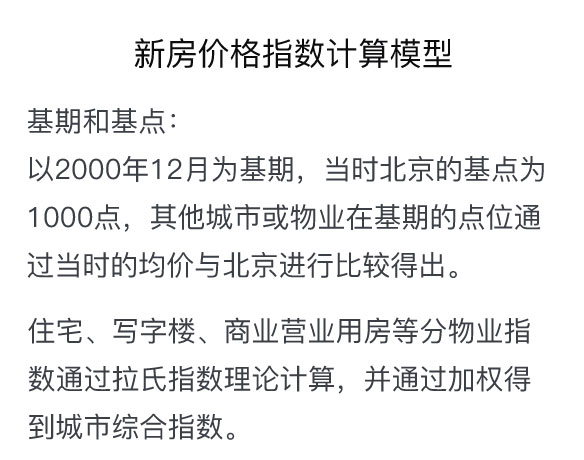 新房价格指数计算模型
基期和基点：
以2000年12月为基期，当时北京的基点为
1000点，其他城市或物业在基期的点位通
过当时的均价与北京进行比较得出。
住宅、写字楼、商业营业用房等分物业指
数通过拉氏指数理论计算，并通过加权得
到城市综合指数。